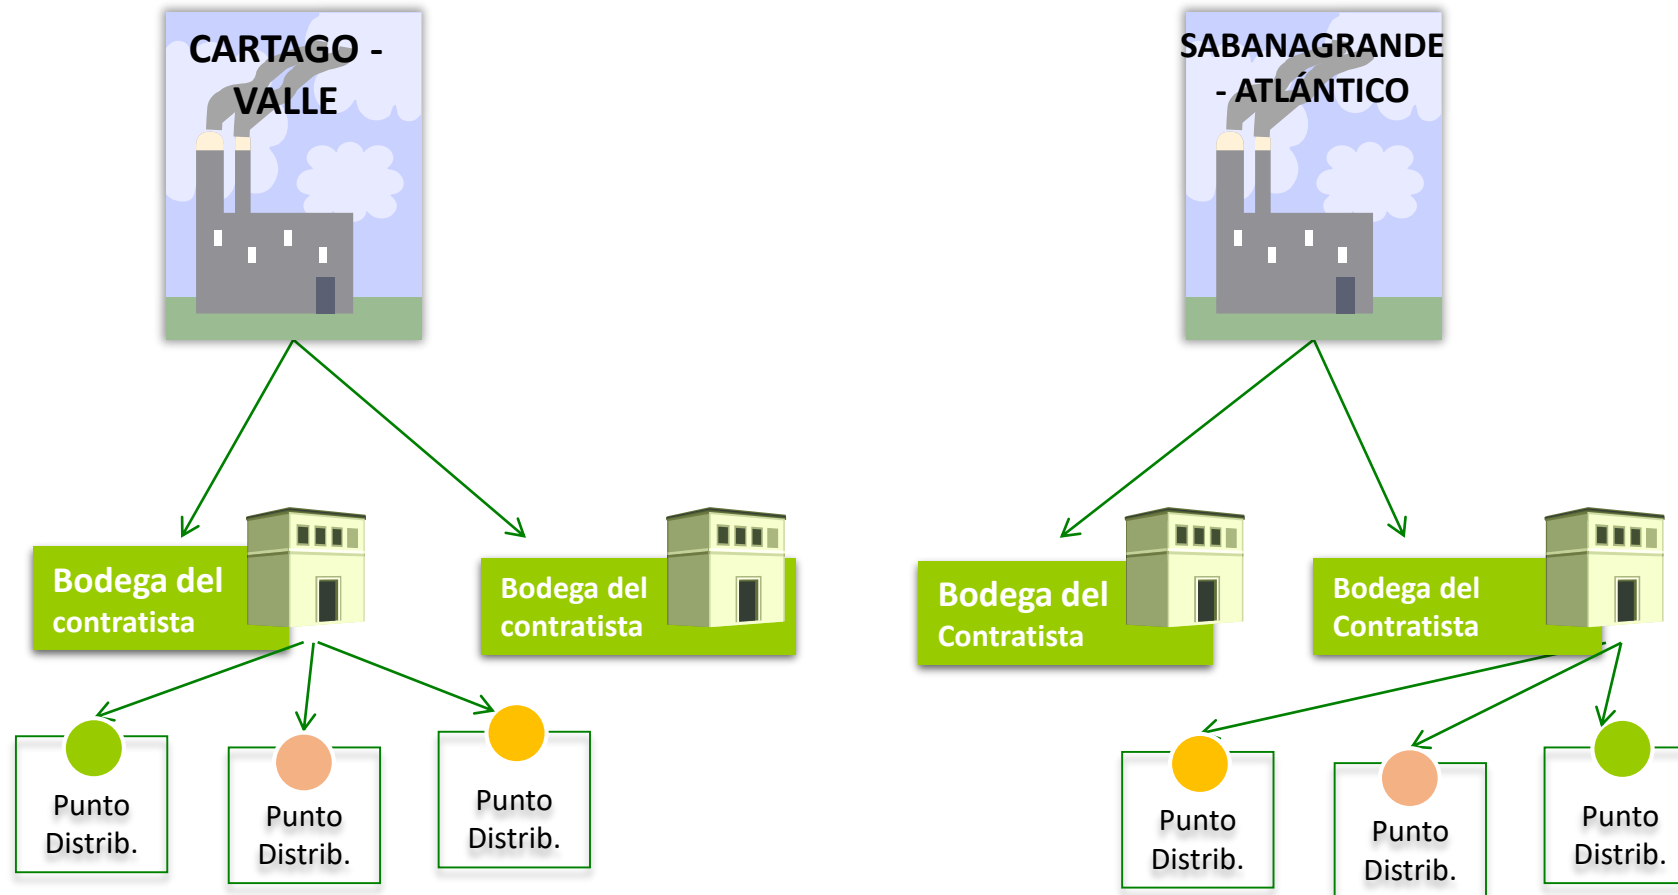 CARTAGO -
VALLE
SABANAGRANDE
- ATLÁNTICO
Bodega del
contratista
Bodega del
contratista
Bodega del
Contratista
Bodega del
Contratista
Punto
Distrib.
Punto
Distrib.
Punto
Distrib.
Punto
Distrib.
Punto
Distrib.
Punto
Distrib.